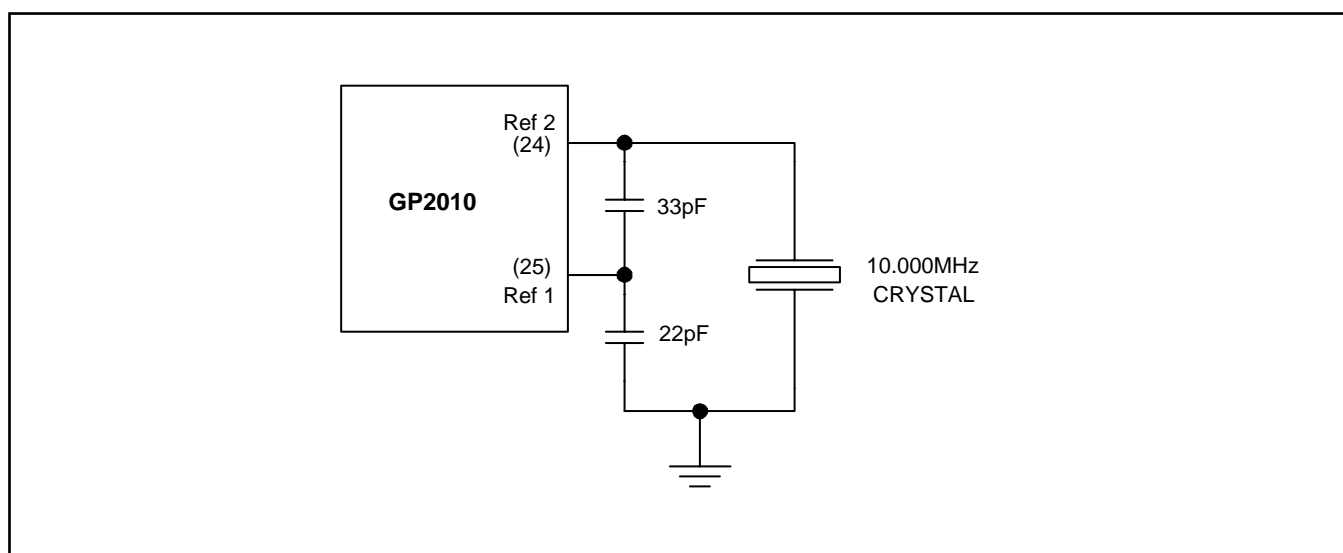 Ref 2
(24)
GP2010
33pF
(25)
Ref 1
10.000MHz
CRYSTAL
22pF